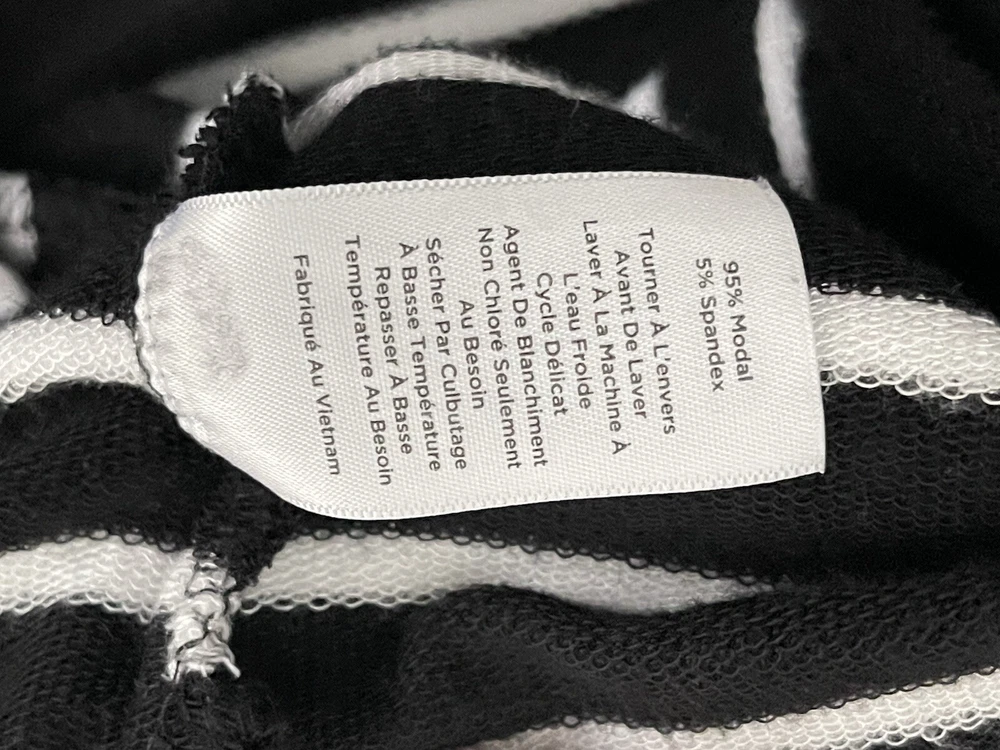 95% Modal
5% Spandex
Tourner À L'envers
Avant De Laver
Laver À La Machine À
L'eau Froide
Cycle Délicat
Agent De Blanchiment
Non Chloré Seulement
Au Besoin
Sécher Par Culbutage
À Basse Température
Repasser À Basse
Température Au Besoin
Fabriqué Au Vietnam